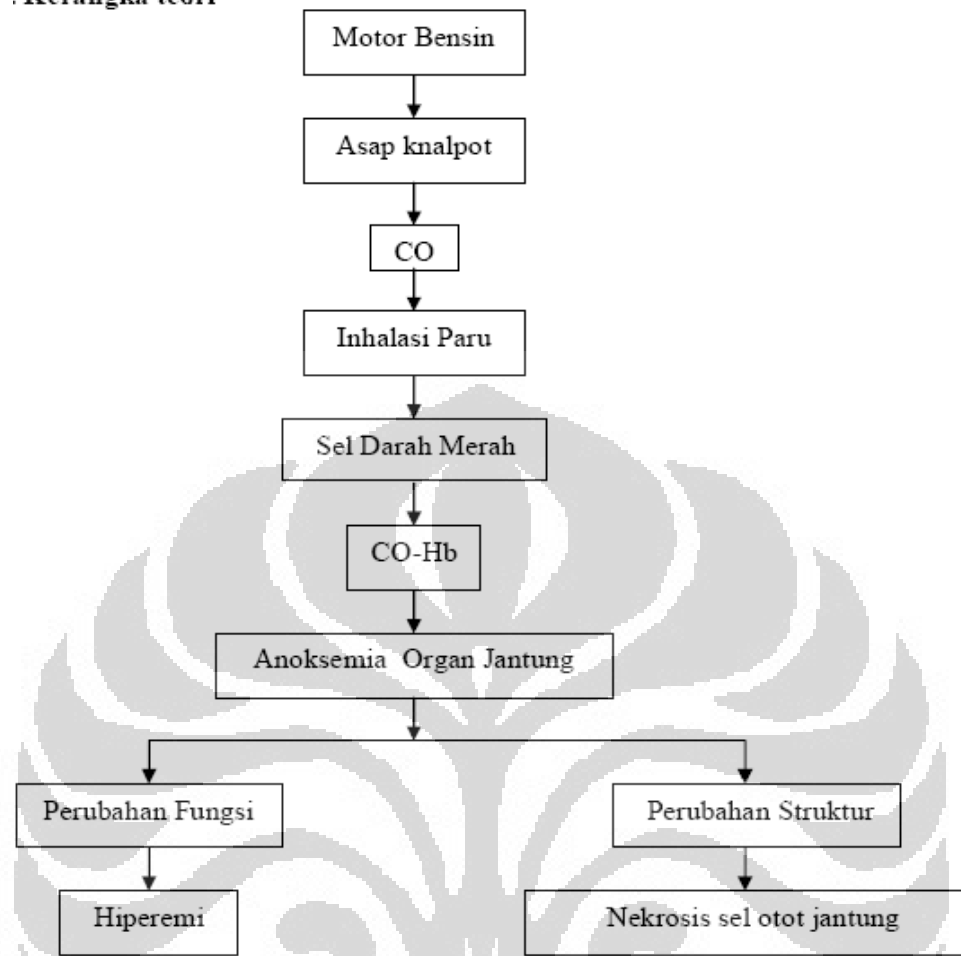 . Kerangka teori
Motor Bensin
Asap knalpot
CO
Inhalasi Paru
Sel Darah Merah
CO-Hb
Anoksemia Organ Jantung
Perubahan Fungsi
Perubahan Struktur
Hiperemi
Nekrosis sel otot jantung